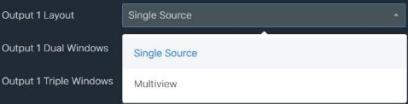 Output 1 Layout
Single Source
Output 1 Dual Windows
Single Source
Output 1 Triple Windows
Multiview